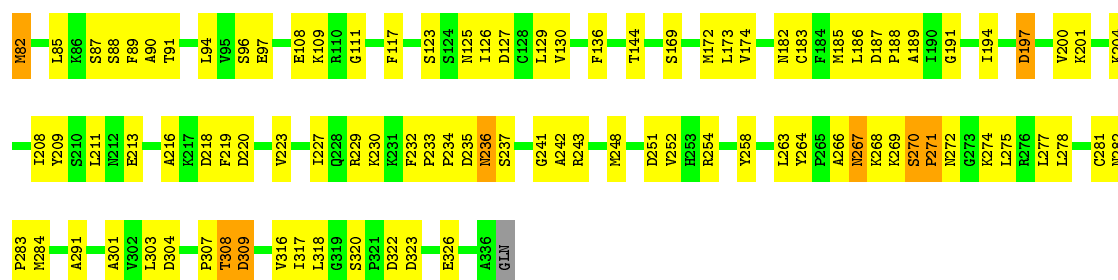 M82 L85 K86 S87 S88 F89 A90 T91 L94 V95 S96 E97 E108 K109 R110 G111 F117 S123 S124 N125 I126 D127 C128 L129 V130 F136 T144 S169 M172 L173 V174 N182 C183 F184 M185 L186 D187 P188 A189 I190 G191 I194 D197 V200 K201 K204
I208 Y209 S210 L211 N212 E213 A216 K217 D218 F219 D220 V223 I227 Q228 R229 K230 K231 F232 P233 P234 D235 N236 S237 G241 A242 R243 M248 D251 V252 H253 R254 Y258 L263 Y264 P265 A266 N267 K268 K269 S270 P271 N272 G273 K274 L275 R276 L277 L278 C281
P283 M284 A291 A301 V302 L303 D304 P307 T308 D309 V316 I317 L318 G319 S320 P321 D322 D323 E326 A336 GLN